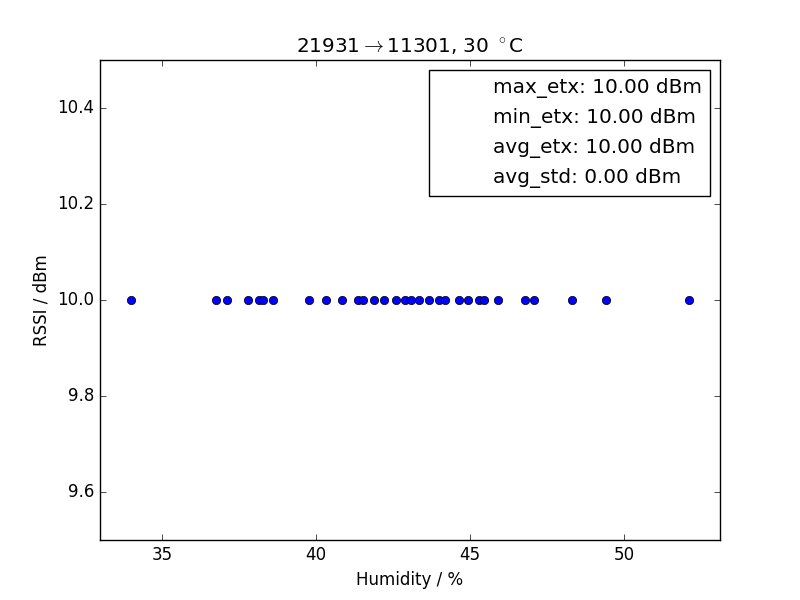 21931→11301, 30 °C
max_etx: 10.00 dBm
min_etx: 10.00 dBm
avg_etx: 10.00 dBm
avg_std: 0.00 dBm
RSSI / dBm
10.4
10.2
10.0
9.8
9.6
35 40 45 50
Humidity / %